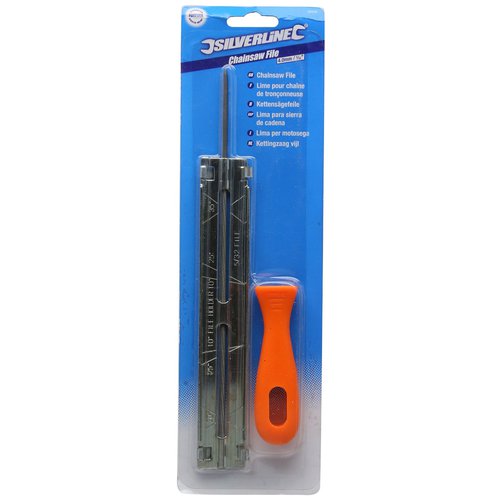 SILVERLINE
Chainsaw File
Chainsaw File
Lime pour chaîne
de tronçonneuse
Kettensägefeile
Lima para sierra
de cadena
Lima per motosega
Kettingzaag vijl
35°
25°
5/32 FILE
10° FILE HOLDER 10°
25°